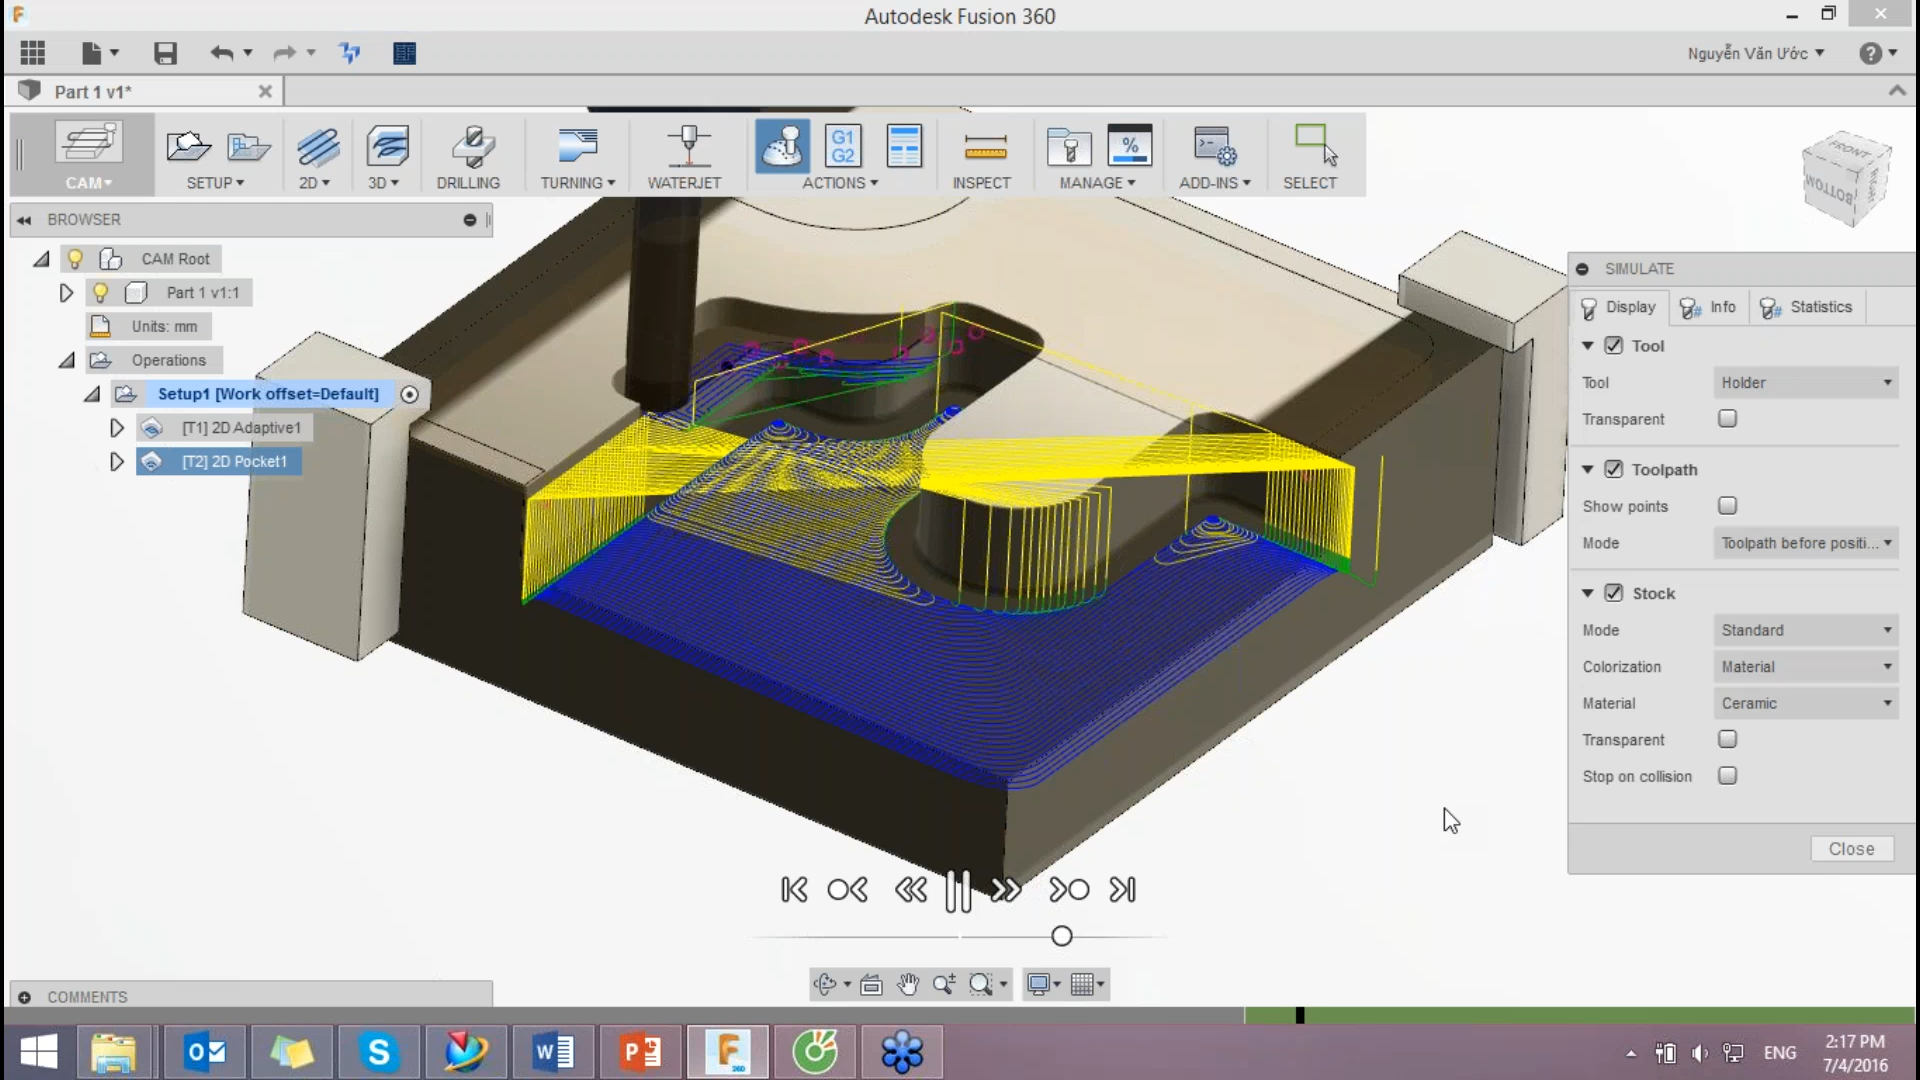 Autodesk Fusion 360
Nguyễn Văn Ước
Part 1 v1*
G1
G2
%
CAM
SETUP
2D
3D
DRILLING
TURNING
WATERJET
ACTIONS
INSPECT
MANAGE
ADD-INS
SELECT
FRONT
BOTTOM
BROWSER
CAM Root
Part 1 v1:1
Units: mm
Operations
Setup1 [Work offset=Default]
[T1] 2D Adaptive1
[T2] 2D Pocket1
SIMULATE
Display
Info
Statistics
Tool
Tool Holder
Transparent
Toolpath
Show points
Mode Toolpath before positi...
Stock
Mode Standard
Colorization Material
Material Ceramic
Transparent
Stop on collision
Close
COMMENTS
ENG
2:17 PM
7/4/2016